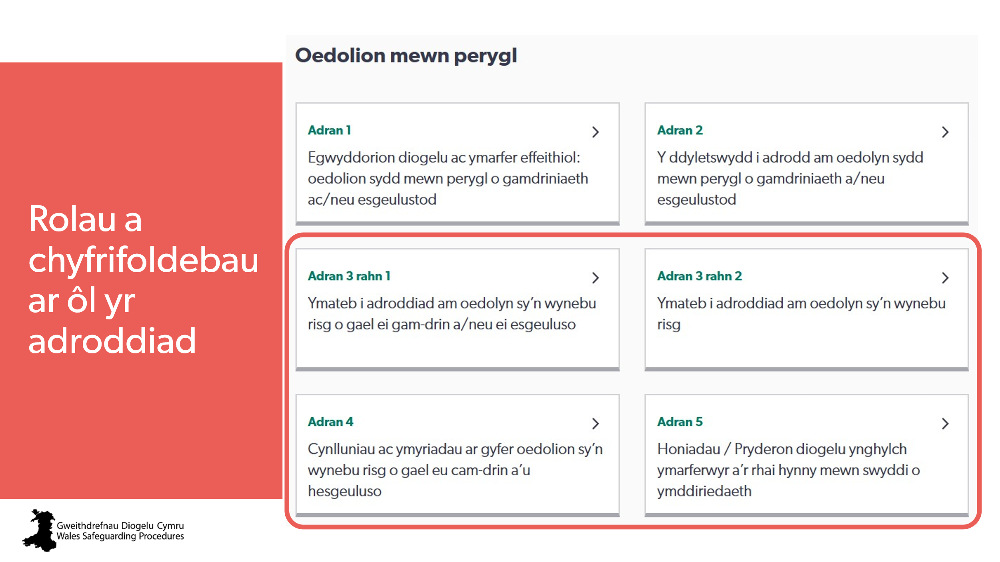 Rolau a
chyfrifoldebau
ar ôl yr
adroddiad
Oedolion mewn perygl
Adran 1
Egwyddorion diogelu ac ymarfer effeithiol:
oedolion sydd mewn perygl o gamdriniaeth
ac/neu esgeulustod
Adran 2
Y ddyletswydd i adrodd am oedolyn sydd
mewn perygl o gamdriniaeth a/neu
esgeulustod
Adran 3 rahn 1
Ymateb i adroddiad am oedolyn sy’n wynebu
risg o gael ei gam-drin a/neu ei esgeuluso
Adran 3 rahn 2
Ymateb i adroddiad am oedolyn sy’n wynebu
risg
Adran 4
Cynlluniau ac ymyriadau ar gyfer oedolion sy’n
wynebu risg o gael eu cam-drin a’u
hesgeuluso
Adran 5
Honiadau / Pryderon diogelu ynghylch
ymarferwyr a’r rhai hynny mewn swyddi o
ymddiriedaeth
Gweithdrefnau Diogelu Cymru
Wales Safeguarding Procedures